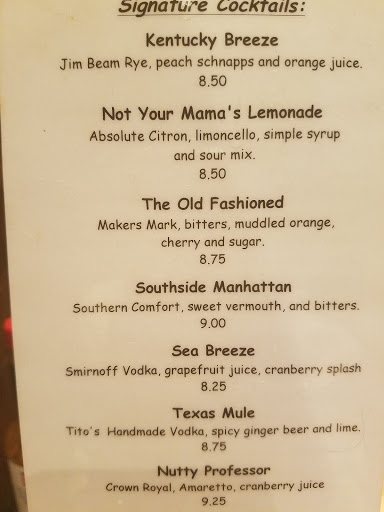 Signature Cocktails:
Kentucky Breeze
Jim Beam Rye, peach schnapps and orange juice.
8.50
Not Your Mama's Lemonade
Absolute Citron, limoncello, simple syrup
and sour mix.
8.50
The Old Fashioned
Makers Mark, bitters, muddled orange,
cherry and sugar.
8.75
Southside Manhattan
Southern Comfort, sweet vermouth, and bitters.
9.00
Sea Breeze
Smirnoff Vodka, grapefruit juice, cranberry splash
8.25
Texas Mule
Tito's Handmade Vodka, spicy ginger beer and lime.
8.75
Nutty Professor
Crown Royal, Amaretto, cranberry juice
9.25